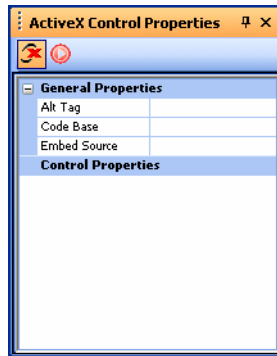 ActiveX Control Properties
General Properties
Alt Tag
Code Base
Embed Source
Control Properties